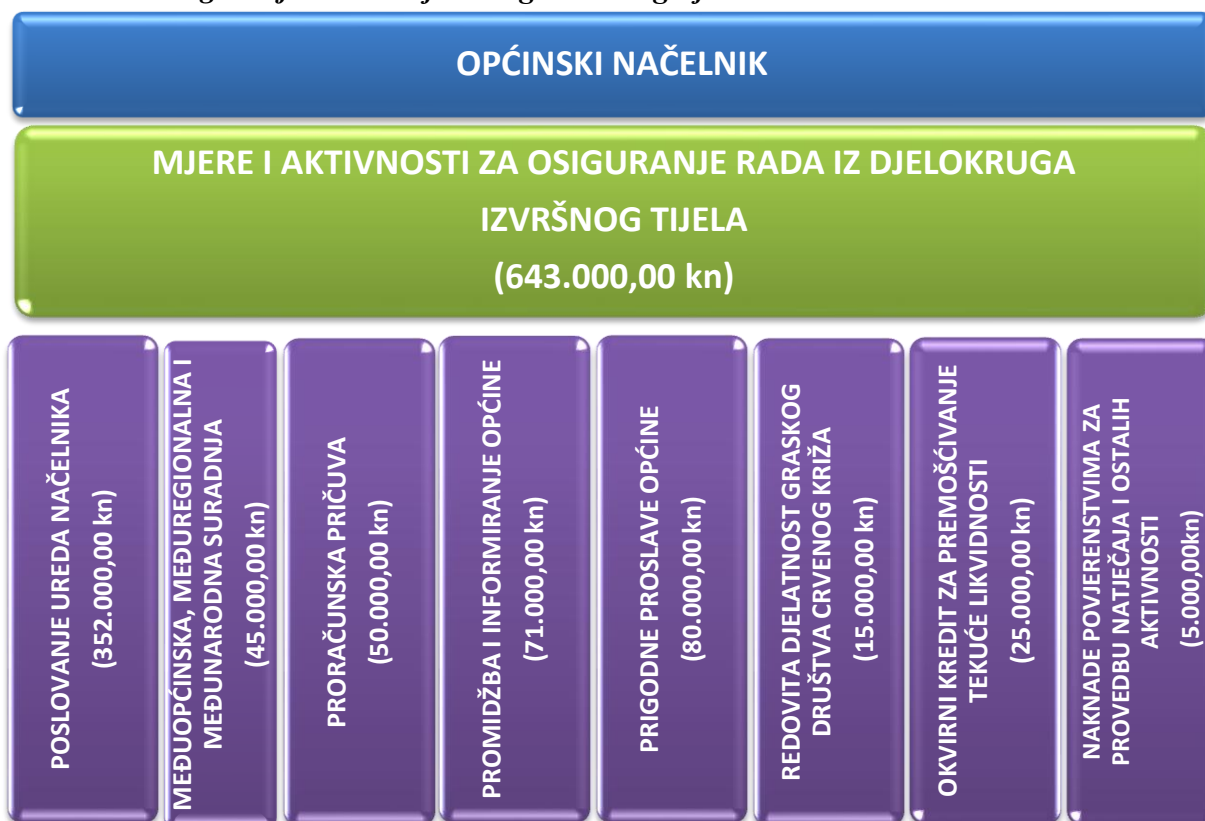 OPĆINSKI NAČELNIK
MJERE I AKTIVNOSTI ZA OSIGURANJE RADA IZ DJELOKRUGA
IZVRŠNOG TIJELA
(643.000,00 kn)
POSLOVANJE UREDA NAČELNIKA
(352.000,00 kn)
MEĐUOPĆINSKA, MEĐUREGIONALNA I
MEĐUNARODNA SURADNJA
(45.000,00 kn)
PRORAČUNSKA PRIČUVA
(50.000,00 kn)
PROMIDŽBA I INFORMIRANJE OPĆINE
(71.000,00 kn)
PRIGODNE PROSLAVE OPĆINE
(80.000,00 kn)
REDOVITA DJELATNOST GRASKOG
DRUŠTVA CRVENOG KRIŽA
(15.000,00 kn)
OKVIRNI KREDIT ZA PREMOŠĆIVANJE
TEKUĆE LIKVIDNOSTI
(25.000,00 kn)
NAKNADE POVJERENSTVIMA ZA
PROVEDBU NATJEČAJA I OSTALIH
AKTIVNOSTI
(5.000,00kn)